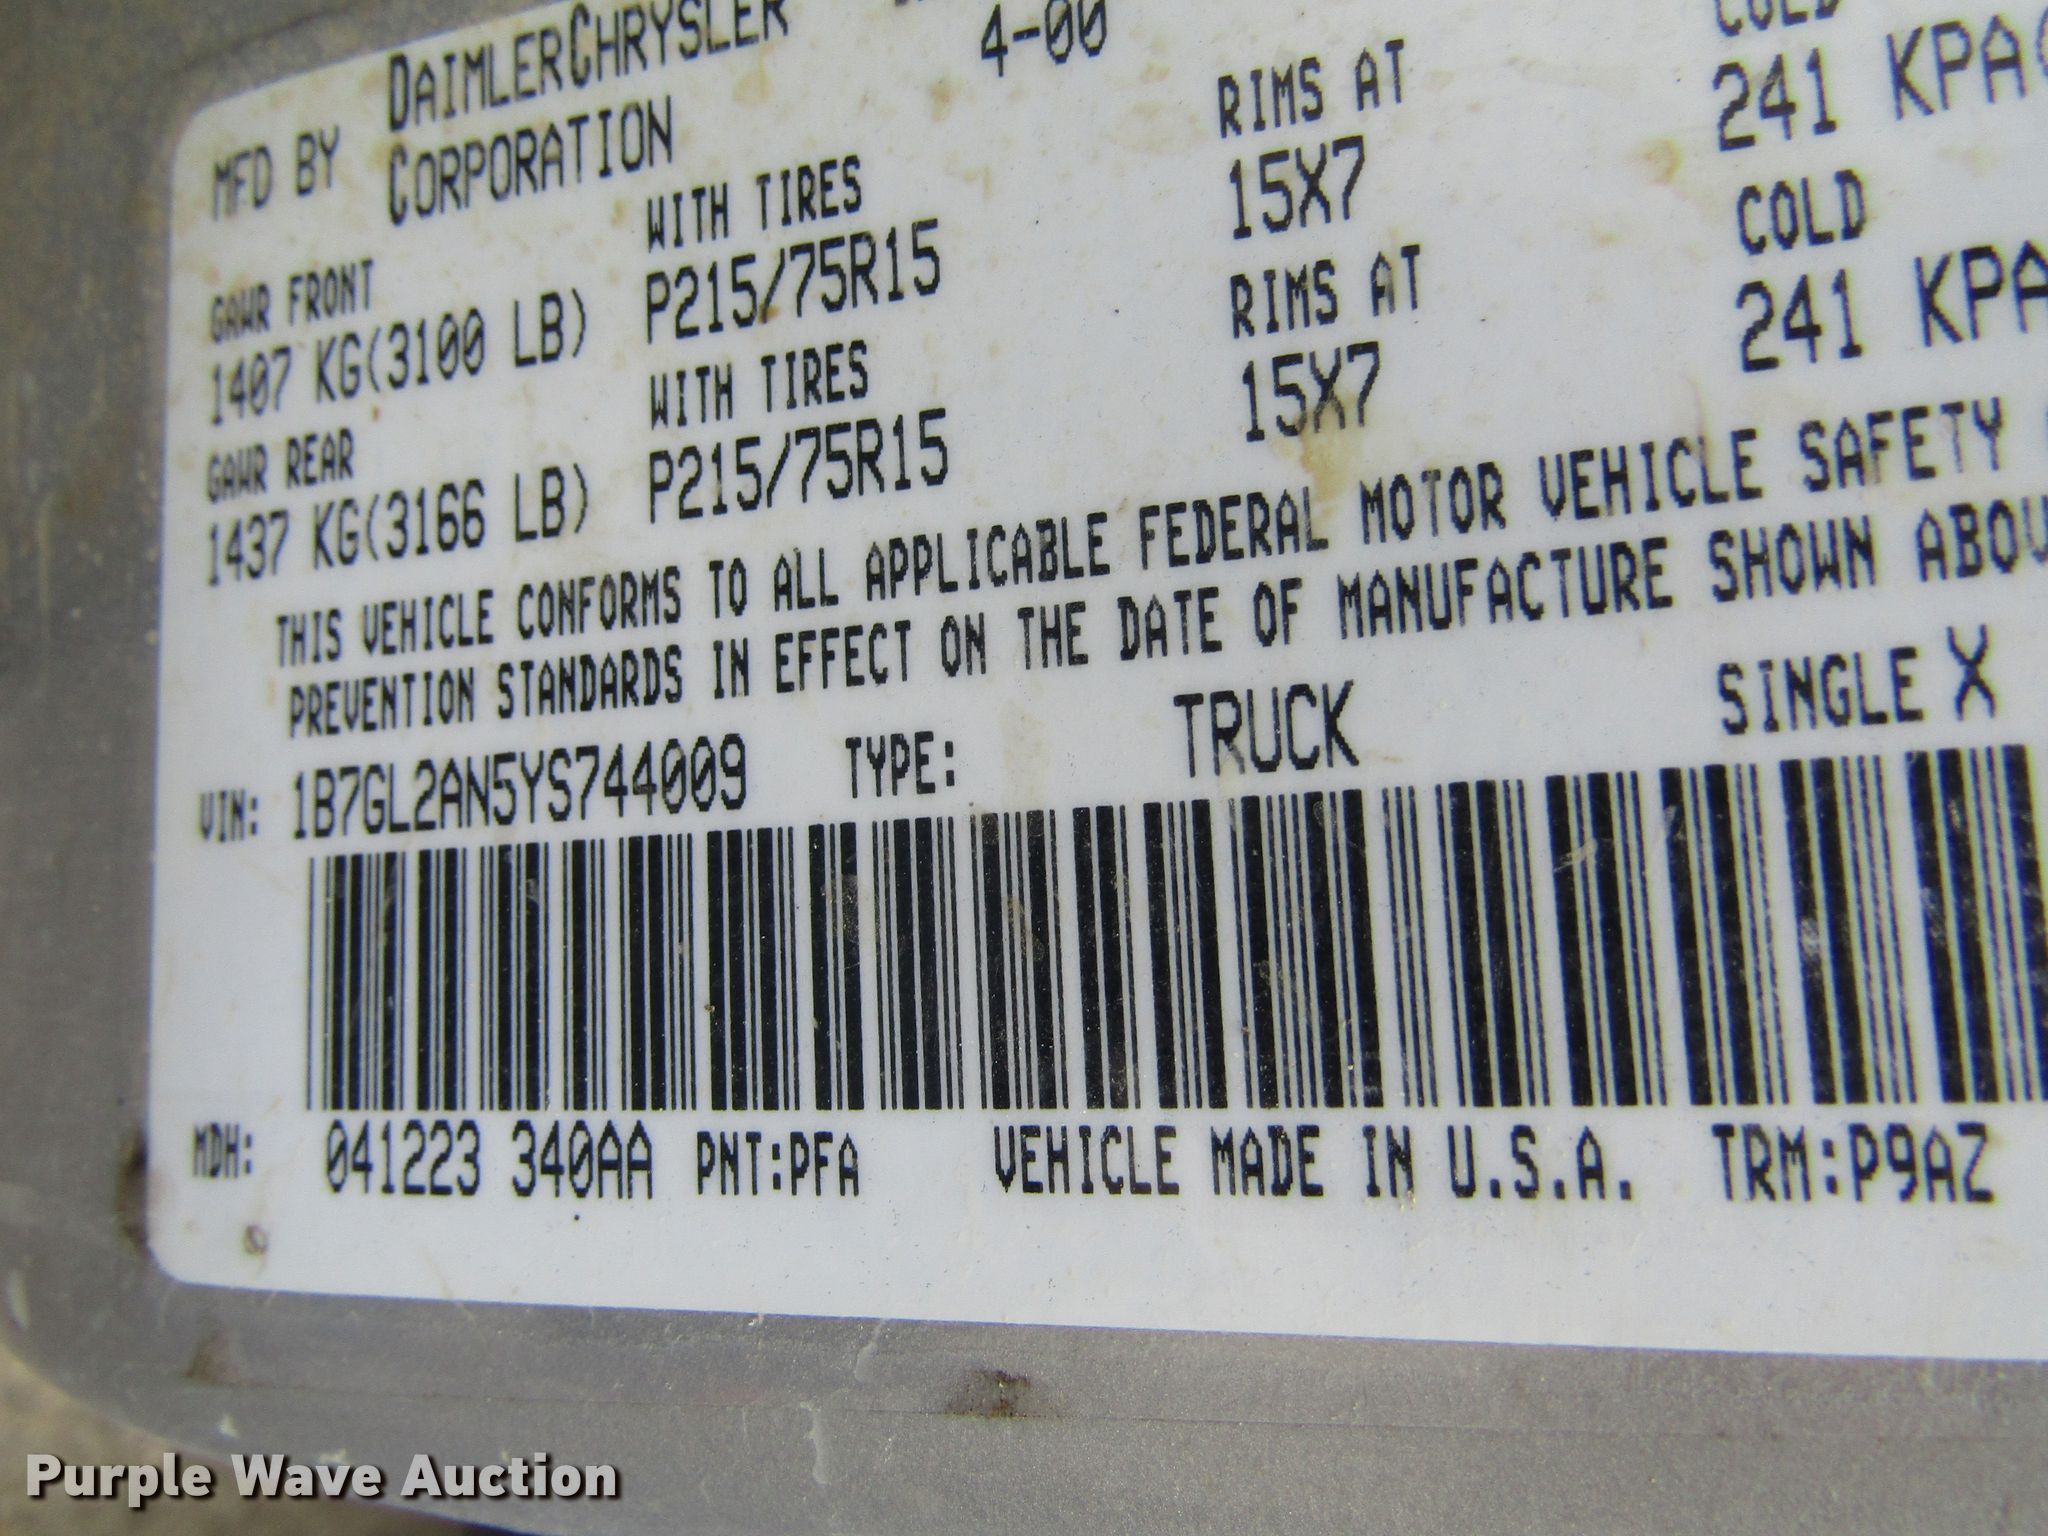 MFD BY DAIMLERCHRYSLER CORPORATION
4-00
GAWR FRONT WITH TIRES RIMS AT COLD
1407 KG(3100 LB) P215/75R15 15X7 241 KPA(
GAWR REAR WITH TIRES RIMS AT COLD
1437 KG(3166 LB) P215/75R15 15X7 241 KPA
THIS VEHICLE CONFORMS TO ALL APPLICABLE FEDERAL MOTOR VEHICLE SAFETY
PREVENTION STANDARDS IN EFFECT ON THE DATE OF MANUFACTURE SHOWN ABOV
VIN: 1B7GL2AN5YS744009 TYPE: TRUCK SINGLE X
MDH: 041223 340AA PNT:PFA VEHICLE MADE IN U.S.A. TRM:P9AZ
Purple Wave Auction